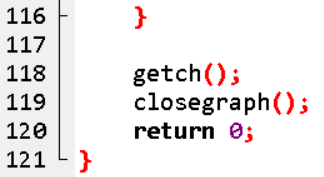 116 }
117
118 getch();
119 closegraph();
120 return 0;
121 }